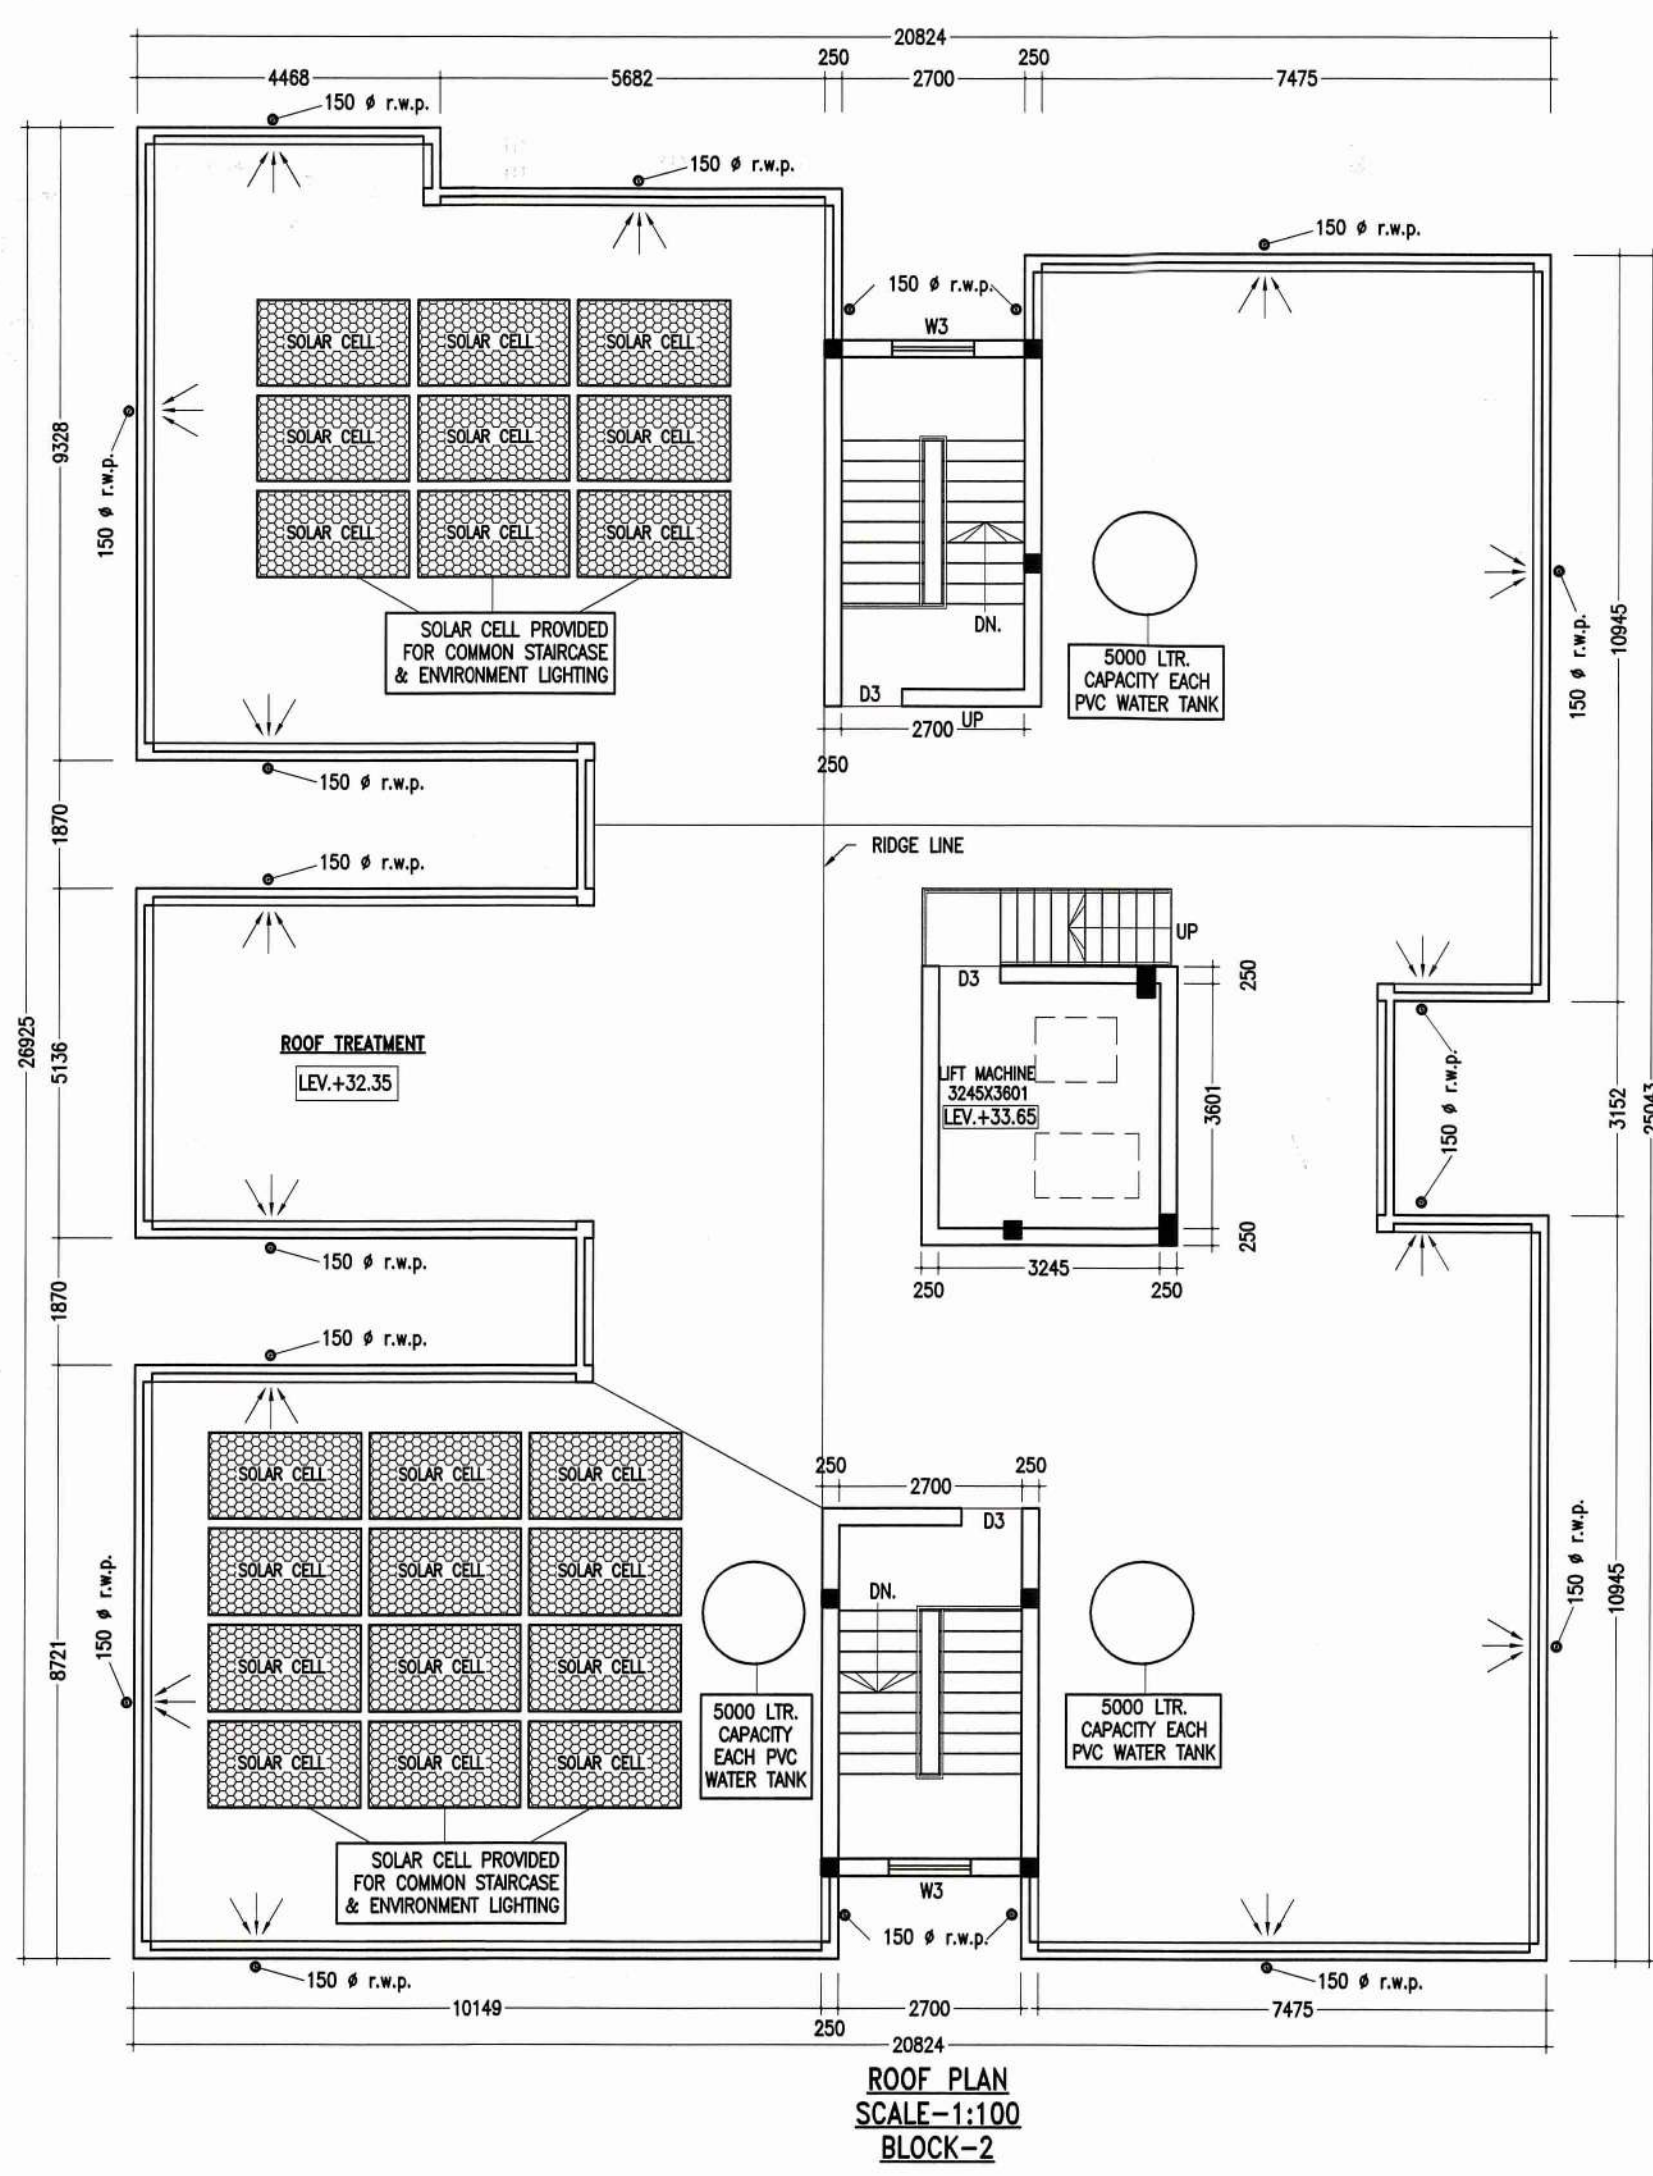 20824
250
250
4468
5682
2700
7475
150 ø r.w.p.
150 ø r.w.p.
150 ø r.w.p.
150 ø r.w.p.
W3
SOLAR CELL SOLAR CELL SOLAR CELL
SOLAR CELL SOLAR CELL SOLAR CELL
SOLAR CELL SOLAR CELL SOLAR CELL
9328
150 ø r.w.p.
SOLAR CELL PROVIDED
FOR COMMON STAIRCASE
& ENVIRONMENT LIGHTING
DN.
D3
UP
2700
250
5000 LTR.
CAPACITY EACH
PVC WATER TANK
150 ø r.w.p.
10945
150 ø r.w.p.
1870
150 ø r.w.p.
RIDGE LINE
UP
D3
250
26925
5136
ROOF TREATMENT
LEV.+32.35
LIFT MACHINE
3245X3601
LEV.+33.65
3601
250
3245
250
250
150 ø r.w.p.
3152
25043
150 ø r.w.p.
1870
150 ø r.w.p.
SOLAR CELL SOLAR CELL SOLAR CELL
SOLAR CELL SOLAR CELL SOLAR CELL
SOLAR CELL SOLAR CELL SOLAR CELL
SOLAR CELL SOLAR CELL SOLAR CELL
150 ø r.w.p.
8721
250
250
2700
D3
DN.
5000 LTR.
CAPACITY
EACH PVC
WATER TANK
5000 LTR.
CAPACITY EACH
PVC WATER TANK
150 ø r.w.p.
10945
SOLAR CELL PROVIDED
FOR COMMON STAIRCASE
& ENVIRONMENT LIGHTING
W3
150 ø r.w.p.
150 ø r.w.p.
150 ø r.w.p.
10149
2700
7475
250
20824
ROOF PLAN
SCALE-1:100
BLOCK-2